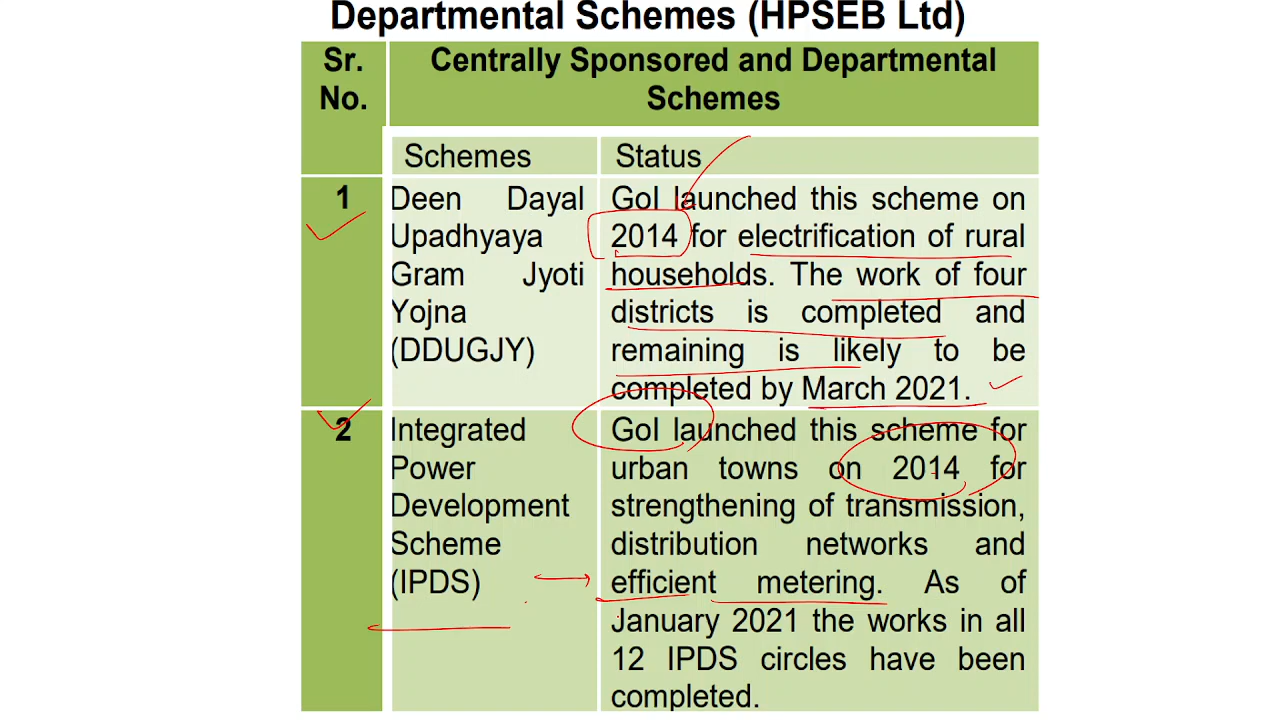 Departmental Schemes (HPSEB Ltd)
Sr. No.
Centrally Sponsored and Departmental
Schemes
Schemes
Status
1
Deen Dayal
Upadhyaya
Gram Jyoti
Yojna
(DDUGJY)
GoI launched this scheme on
2014 for electrification of rural
households. The work of four
districts is completed and
remaining is likely to be
completed by March 2021.
2
Integrated
Power
Development
Scheme
(IPDS)
GoI launched this scheme for
urban towns on 2014 for
strengthening of transmission,
distribution networks and
efficient metering. As of
January 2021 the works in all
12 IPDS circles have been
completed.